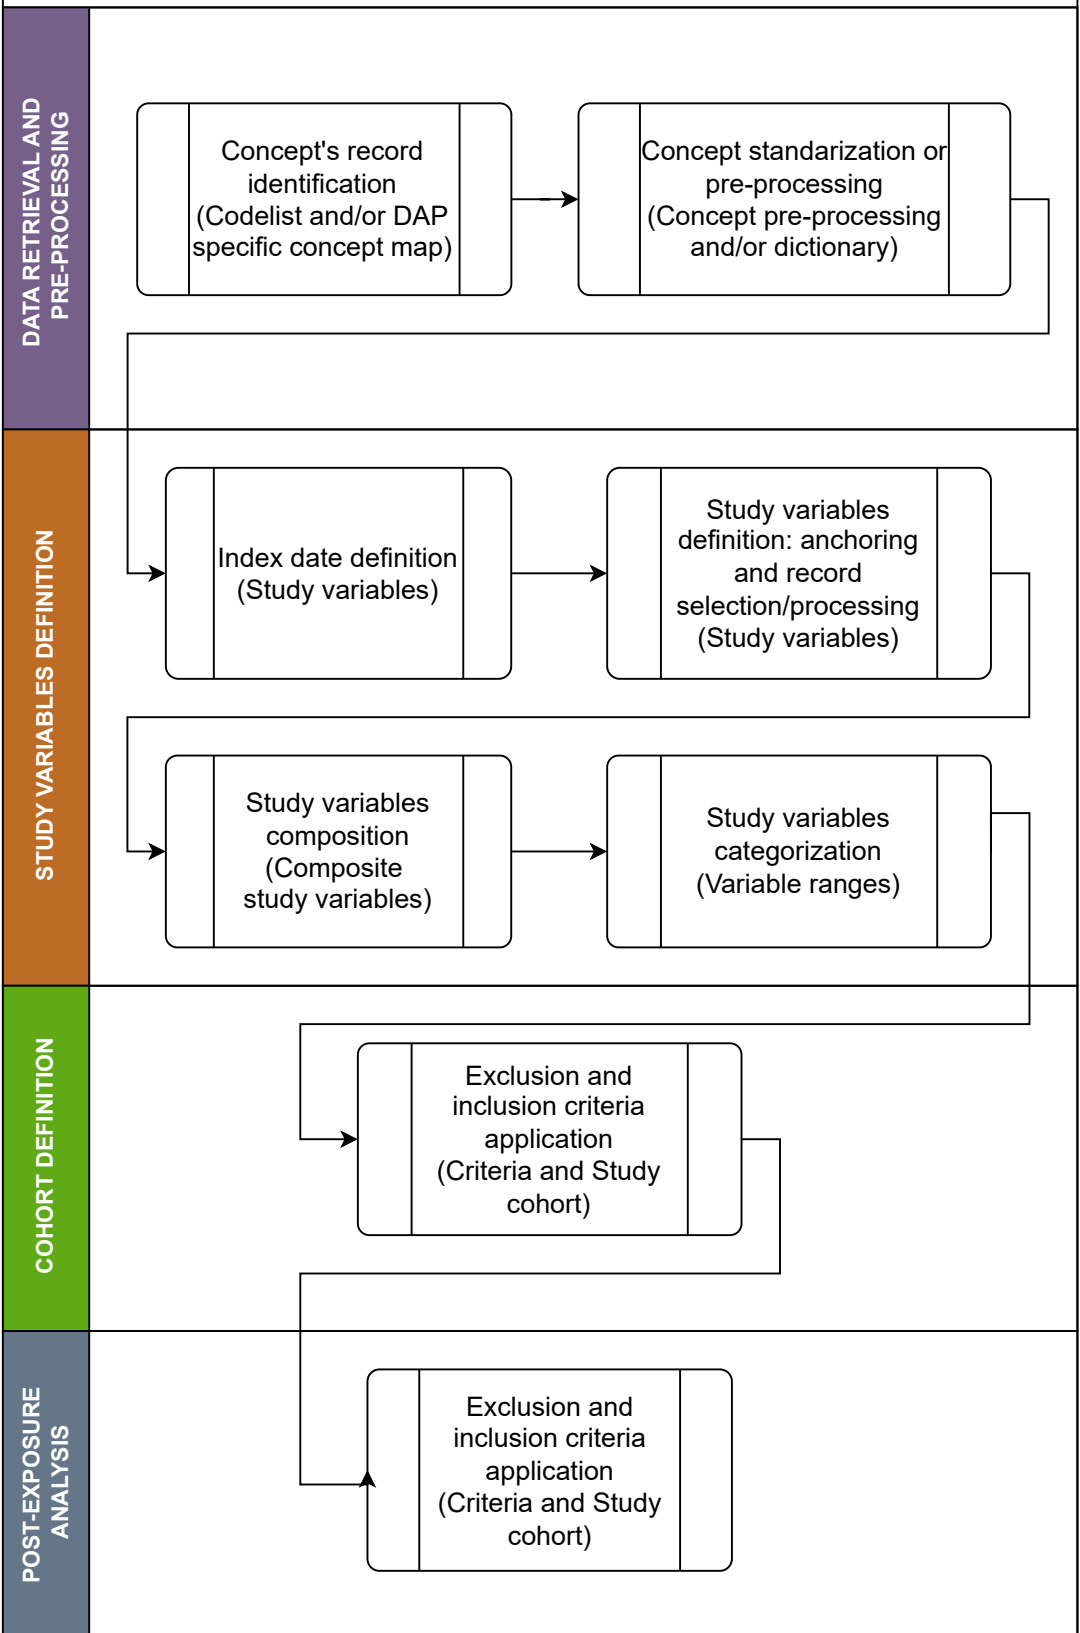 DATA RETRIEVAL AND
PRE-PROCESSING
Concept's record
identification
(Codelist and/or DAP
specific concept map)
Concept standarization or
pre-processing
(Concept pre-processing
and/or dictionary)
STUDY VARIABLES DEFINITION
Index date definition
(Study variables)
Study variables
definition: anchoring
and record
selection/processing
(Study variables)
Study variables
composition
(Composite
study variables)
Study variables
categorization
(Variable ranges)
COHORT DEFINITION
Exclusion and
inclusion criteria
application
(Criteria and Study
cohort)
POST-EXPOSURE
ANALYSIS
Exclusion and
inclusion criteria
application
(Criteria and Study
cohort)